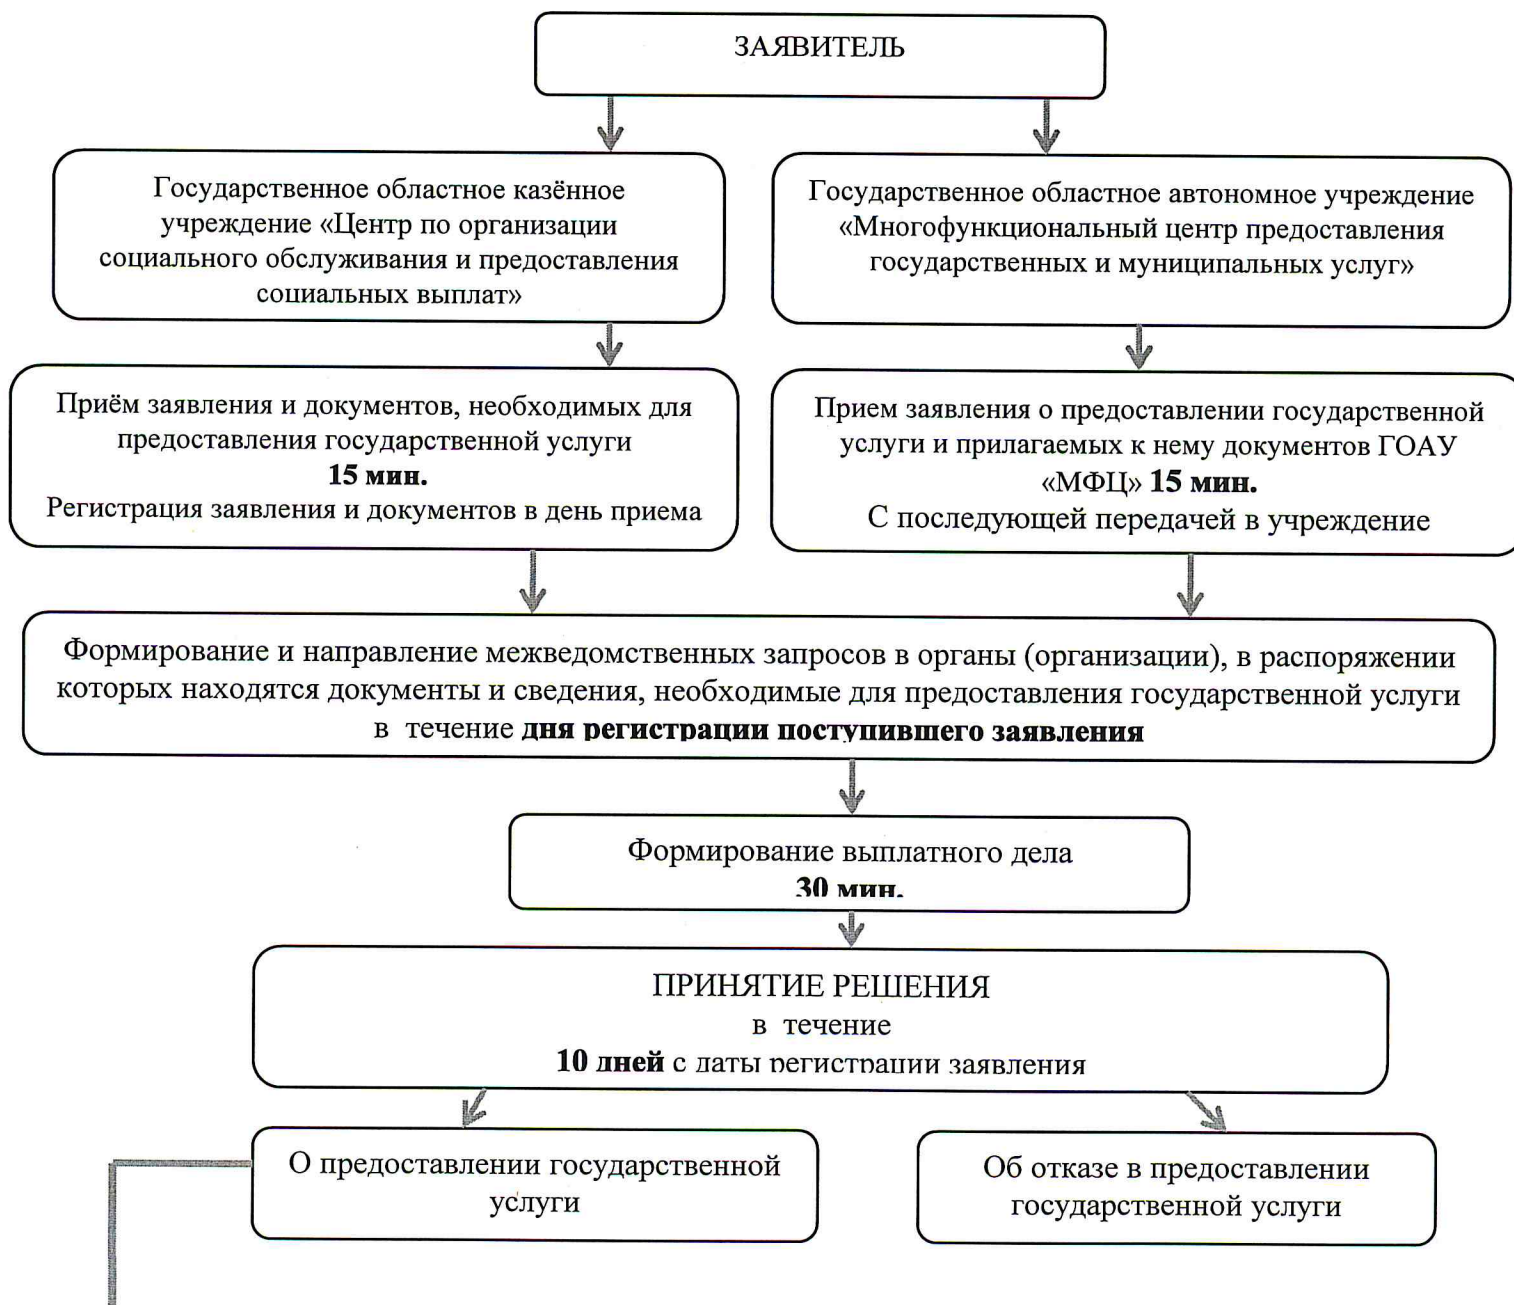 ЗАЯВИТЕЛЬ
Государственное областное казённое
учреждение «Центр по организации
социального обслуживания и предоставления
социальных выплат»
Государственное областное автономное учреждение
«Многофункциональный центр предоставления
государственных и муниципальных услуг»
Приём заявления и документов, необходимых для
предоставления государственной услуги
15 мин.
Регистрация заявления и документов в день приема
Прием заявления о предоставлении государственной
услуги и прилагаемых к нему документов ГОАУ
«МФЦ» 15 мин.
С последующей передачей в учреждение
Формирование и направление межведомственных запросов в органы (организации), в распоряжении
которых находятся документы и сведения, необходимые для предоставления государственной услуги
в течение дня регистрации поступившего заявления
Формирование выплатного дела
30 мин.
ПРИНЯТИЕ РЕШЕНИЯ
в течение
10 дней с даты регистрации заявления
О предоставлении государственной
услуги
Об отказе в предоставлении
государственной услуги